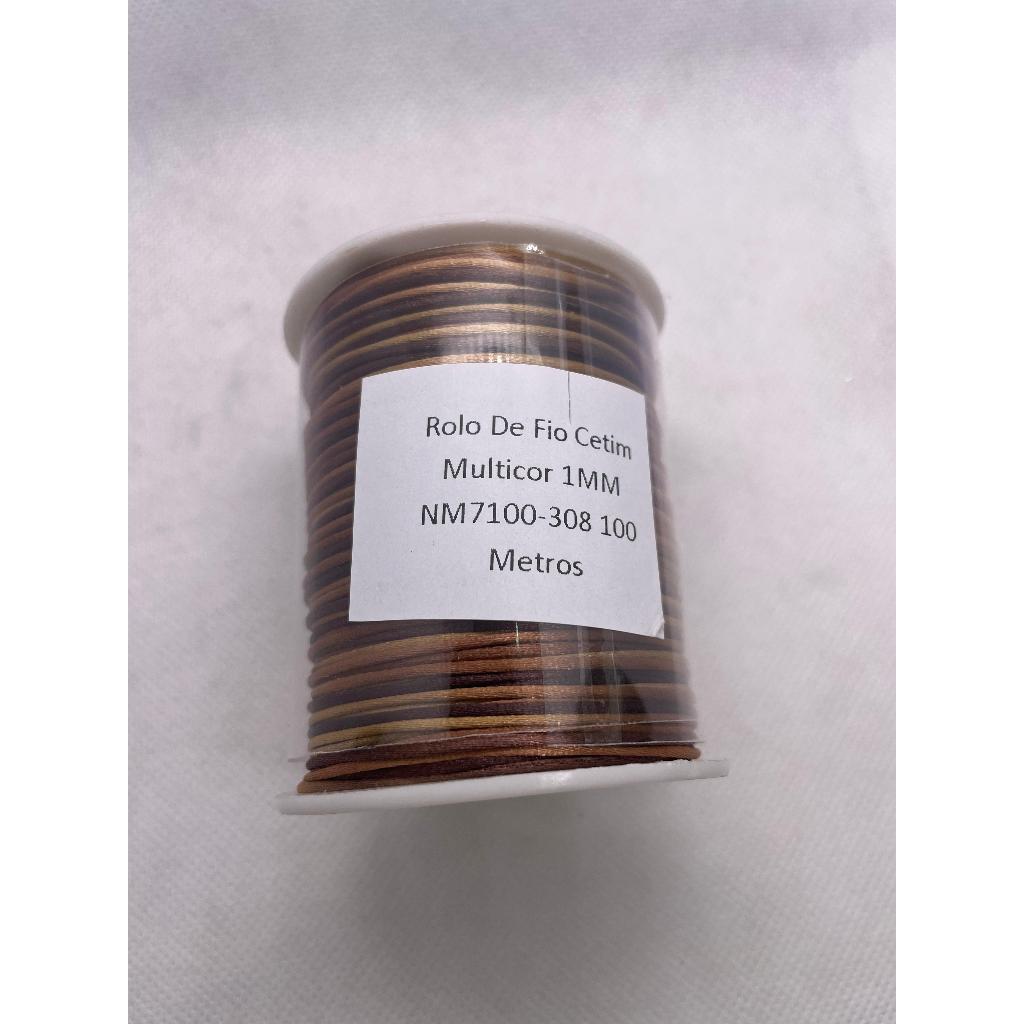 Rolo De Fio Cetim
Multicor 1MM
NM7100-308 100
Metros